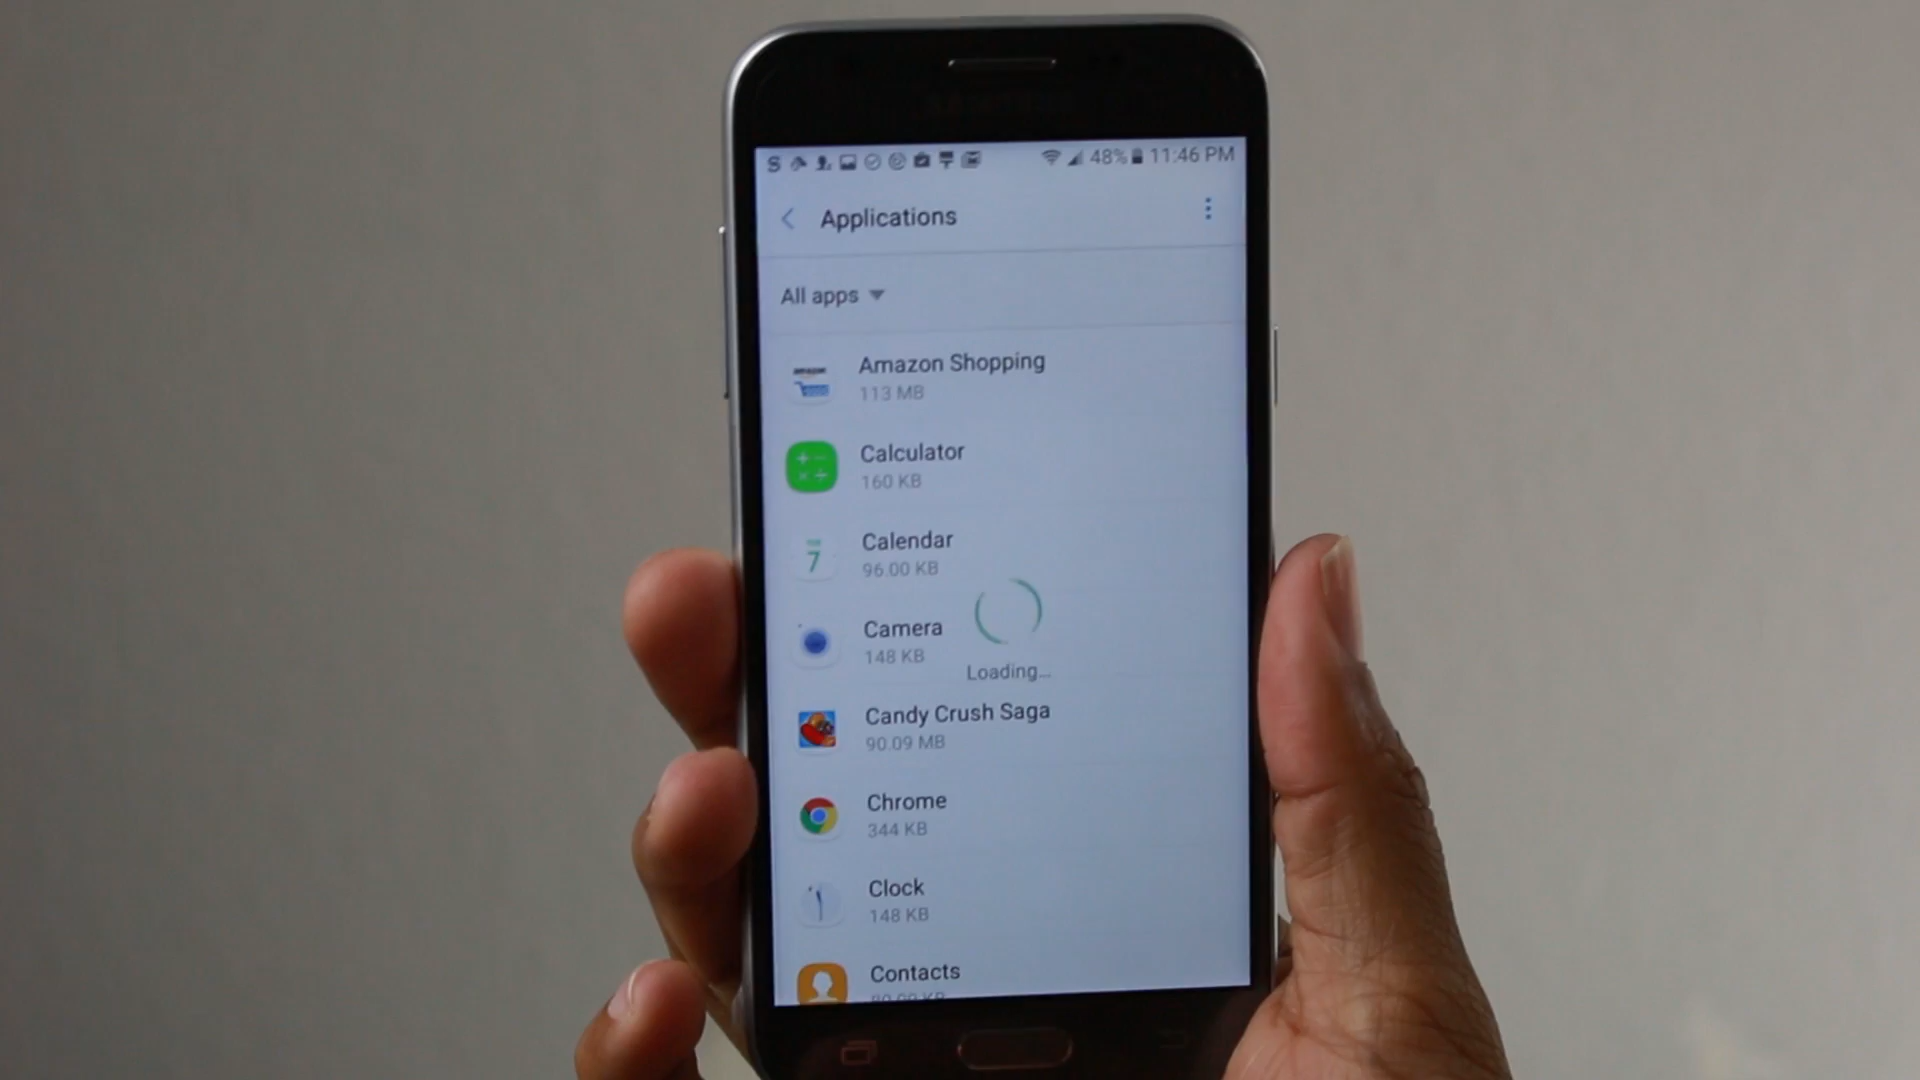 48% 11:46 PM
Applications
All apps
Amazon Shopping
113 MB
Calculator
160 KB
Calendar
96.00 KB
7
Camera
148 KB
Loading...
Candy Crush Saga
90.09 MB
Chrome
344 KB
Clock
148 KB
Contacts